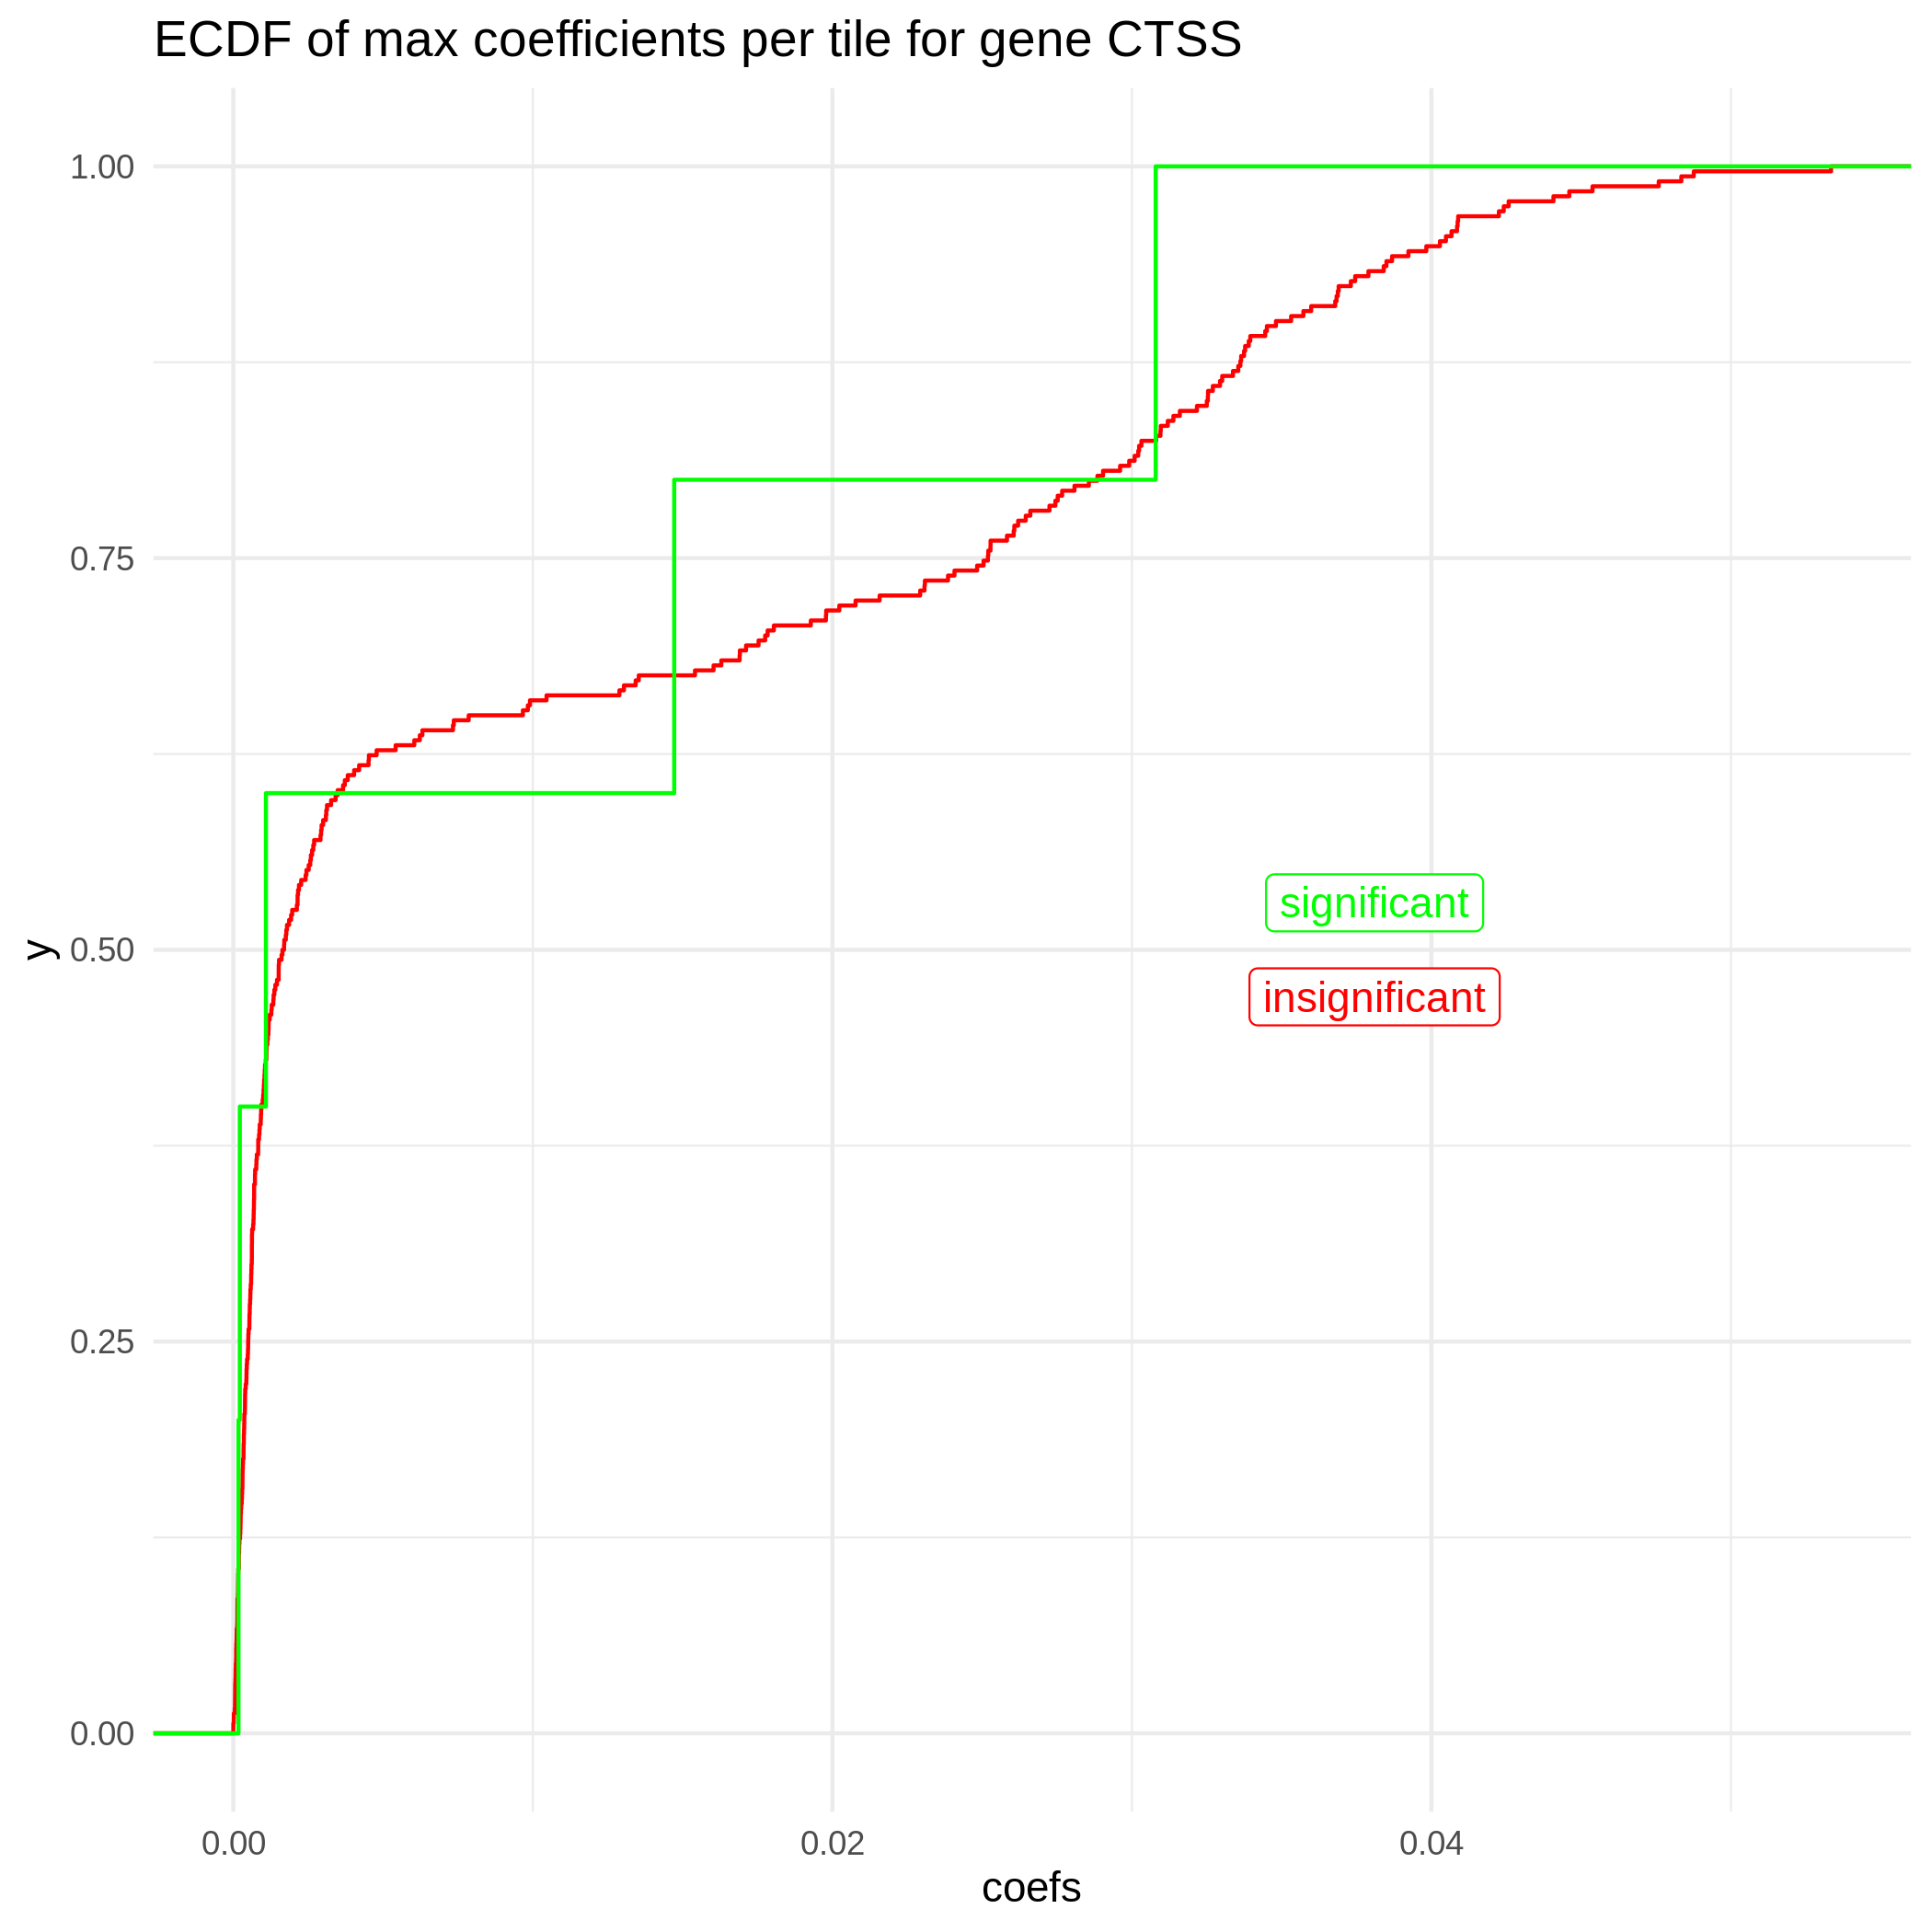 ECDF of max coefficients per tile for gene CTSS
1.00
0.75
0.50
0.25
0.00
y
significant
insignificant
0.00 0.02 0.04
coefs